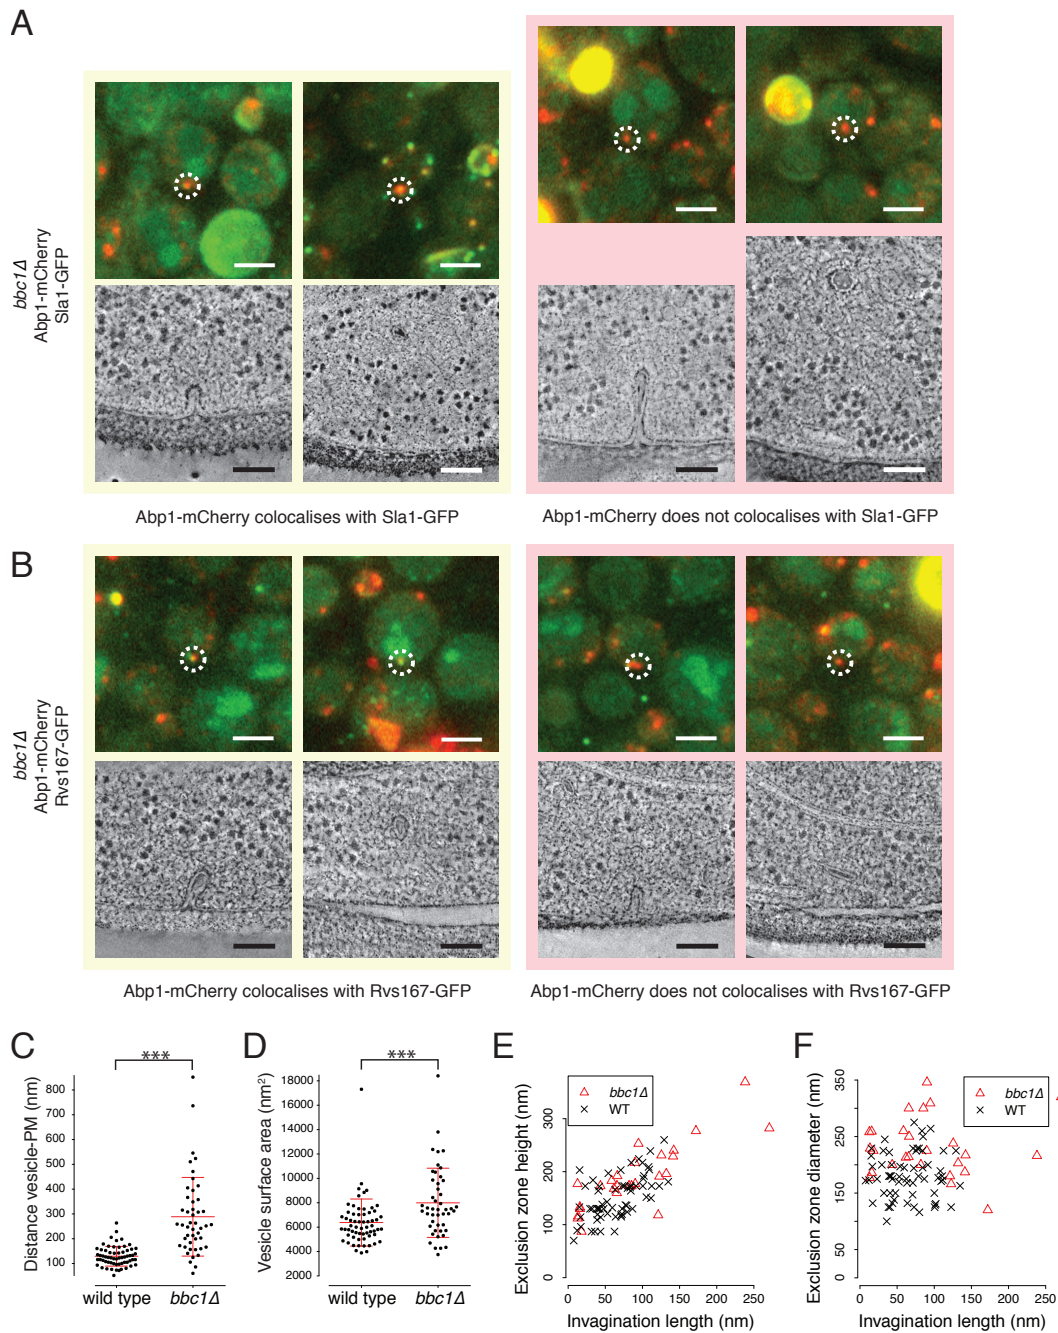 A
bbc1Δ
Abp1-mCherry
Sla1-GFP
Abp1-mCherry colocalises with Sla1-GFP
Abp1-mCherry does not colocalises with Sla1-GFP
B
bbc1Δ
Abp1-mCherry
Rvs167-GFP
Abp1-mCherry colocalises with Rvs167-GFP
Abp1-mCherry does not colocalises with Rvs167-GFP
C
Distance vesicle-PM (nm)
800
700
600
500
400
300
200
100
***
wild type
bbc1Δ
D
Vesicle surface area (nm²)
18000
16000
14000
12000
10000
8000
6000
4000
2000
***
wild type
bbc1Δ
E
Exclusion zone height (nm)
300
200
100
0
bbc1Δ
WT
0 50 100 150 200 250
Invagination length (nm)
F
Exclusion zone diameter (nm)
350
250
150
50
0
bbc1Δ
WT
0 50 100 150 200 250
Invagination length (nm)